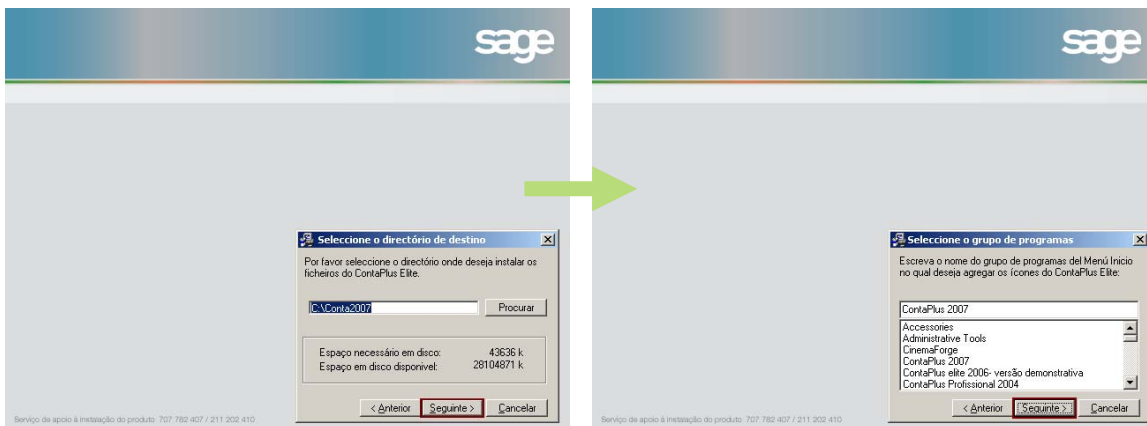 sage
Seleccione o directório de destino
Por favor seleccione o directório onde deseja instalar os
ficheiros do ContaPlus Elite.
C:\Conta2007
Procurar
Espaço necessário em disco: 43636 k
Espaço em disco disponivel: 28104871 k
< Anterior Seguinte > Cancelar
Serviço de apoio à instalação do produto 707 782 407 / 211 202 410
sage
Seleccione o grupo de programas
Escreva o nome do grupo de programas del Menú Inicio
no qual deseja agregar os ícones do ContaPlus Elite:
ContaPlus 2007
Accessories
Administrative Tools
CinemaForge
ContaPlus 2007
ContaPlus elite 2006- versão demonstrativa
ContaPlus Profissional 2004
< Anterior Seguinte > Cancelar
Serviço de apoio à instalação do produto 707 782 407 / 211 202 410